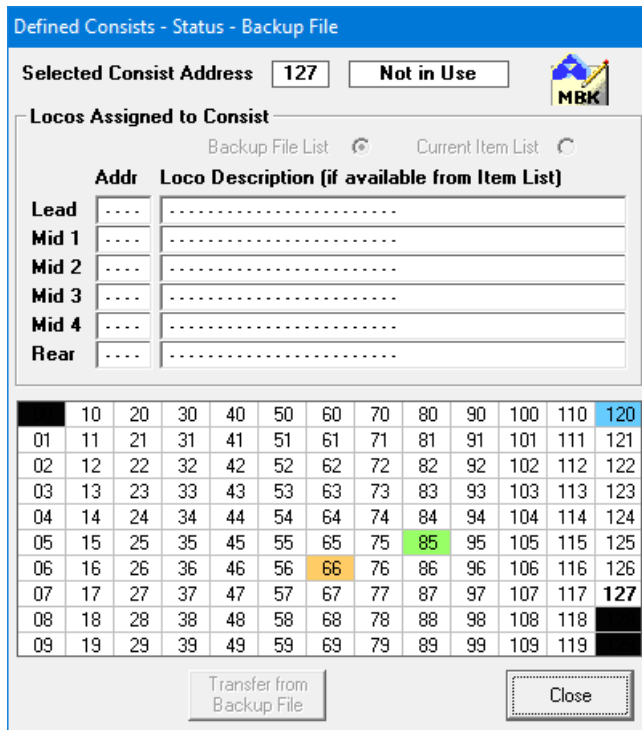 Defined Consists - Status - Backup File
Selected Consist Address 127 Not in Use
MBK
Locos Assigned to Consist
Backup File List Current Item List
Addr Loco Description (if available from Item List)
Lead .... ........................
Mid 1 .... ........................
Mid 2 .... ........................
Mid 3 .... ........................
Mid 4 .... ........................
Rear .... ........................
10 20 30 40 50 60 70 80 90 100 110 120
01 11 21 31 41 51 61 71 81 91 101 111 121
02 12 22 32 42 52 62 72 82 92 102 112 122
03 13 23 33 43 53 63 73 83 93 103 113 123
04 14 24 34 44 54 64 74 84 94 104 114 124
05 15 25 35 45 55 65 75 85 95 105 115 125
06 16 26 36 46 56 66 76 86 96 106 116 126
07 17 27 37 47 57 67 77 87 97 107 117 127
08 18 28 38 48 58 68 78 88 98 108 118
09 19 29 39 49 59 69 79 89 99 109 119
Transfer from
Backup File
Close